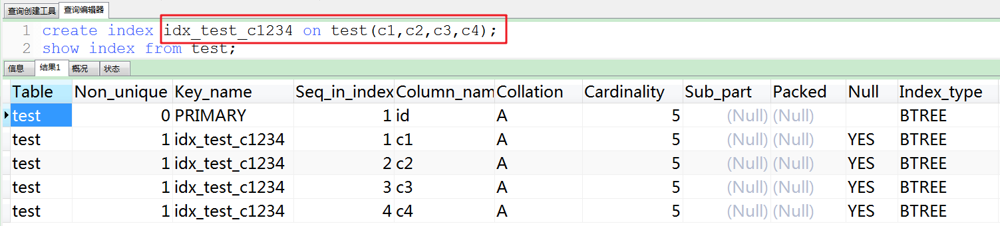 查询创建工具 查询编辑器
1 create index idx_test_c1234 on test(c1,c2,c3,c4);
2 show index from test;
信息 结果1 概况 状态
Table Non_unique Key_name Seq_in_index Column_nam Collation Cardinality Sub_part Packed Null Index_type
test 0 PRIMARY 1 id A 5 (Null) (Null) BTREE
test 1 idx_test_c1234 1 c1 A 5 (Null) (Null) YES BTREE
test 1 idx_test_c1234 2 c2 A 5 (Null) (Null) YES BTREE
test 1 idx_test_c1234 3 c3 A 5 (Null) (Null) YES BTREE
test 1 idx_test_c1234 4 c4 A 5 (Null) (Null) YES BTREE